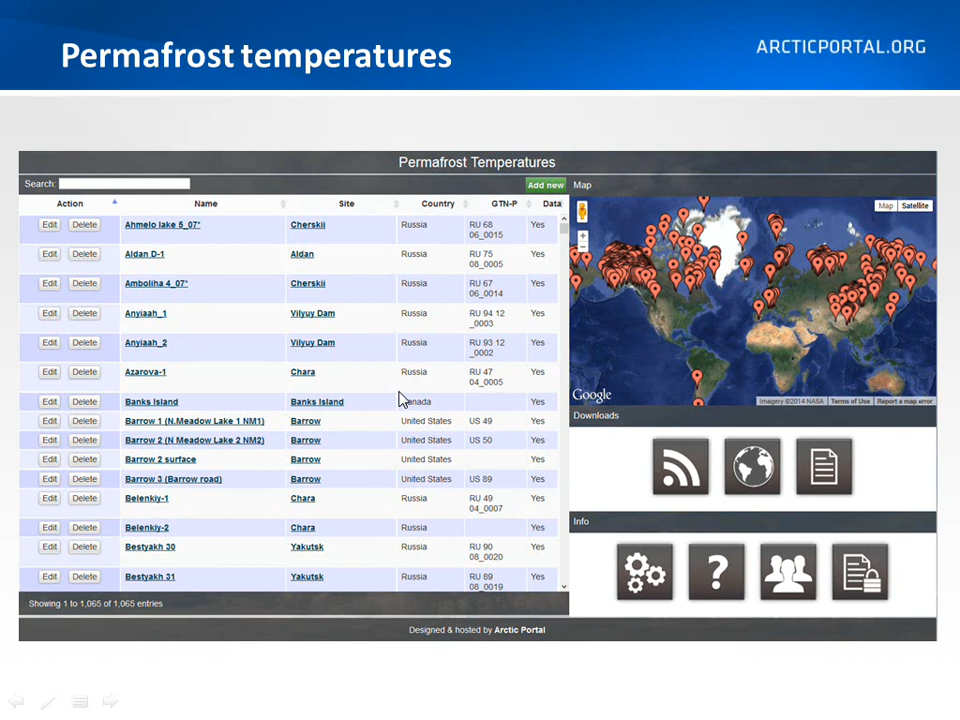 Permafrost temperatures
ARCTICPORTAL.ORG
Permafrost Temperatures
Search:
Add new
Map
Action Name Site Country GTN-P Data
Edit Delete Ahmelo lake 5_07* Cherskii Russia RU 68 Yes
06_0015
Edit Delete Aldan D-1 Aldan Russia RU 75 Yes
08_0005
Edit Delete Amboliha 4_07* Cherskii Russia RU 67 Yes
06_0014
Edit Delete Anyiaah_1 Vilyuy Dam Russia RU 94 12 Yes
_0003
Edit Delete Anyiaah_2 Vilyuy Dam Russia RU 93 12 Yes
_0002
Edit Delete Azarova-1 Chara Russia RU 47 Yes
04_0005
Edit Delete Banks Island Banks Island anada Yes
Edit Delete Barrow 1 (N.Meadow Lake 1 NM1) Barrow United States US 49 Yes
Edit Delete Barrow 2 (N.Meadow Lake 2 NM2) Barrow United States US 50 Yes
Edit Delete Barrow 2 surface Barrow United States Yes
Edit Delete Barrow 3 (Barrow road) Barrow United States US 89 Yes
Edit Delete Belenkiy-1 Chara Russia RU 49 Yes
04_0007
Edit Delete Belenkiy-2 Chara Russia Yes
Edit Delete Bestyakh 30 Yakutsk Russia RU 90 Yes
08_0020
Edit Delete Bestyakh 31 Yakutsk Russia RU 89 Yes
08_0019
Showing 1 to 1,065 of 1,065 entries
Map Satellite
Google
Imagery ©2014 NASA Terms of Use Report a map error
Downloads
Info
?
Designed & hosted by Arctic Portal